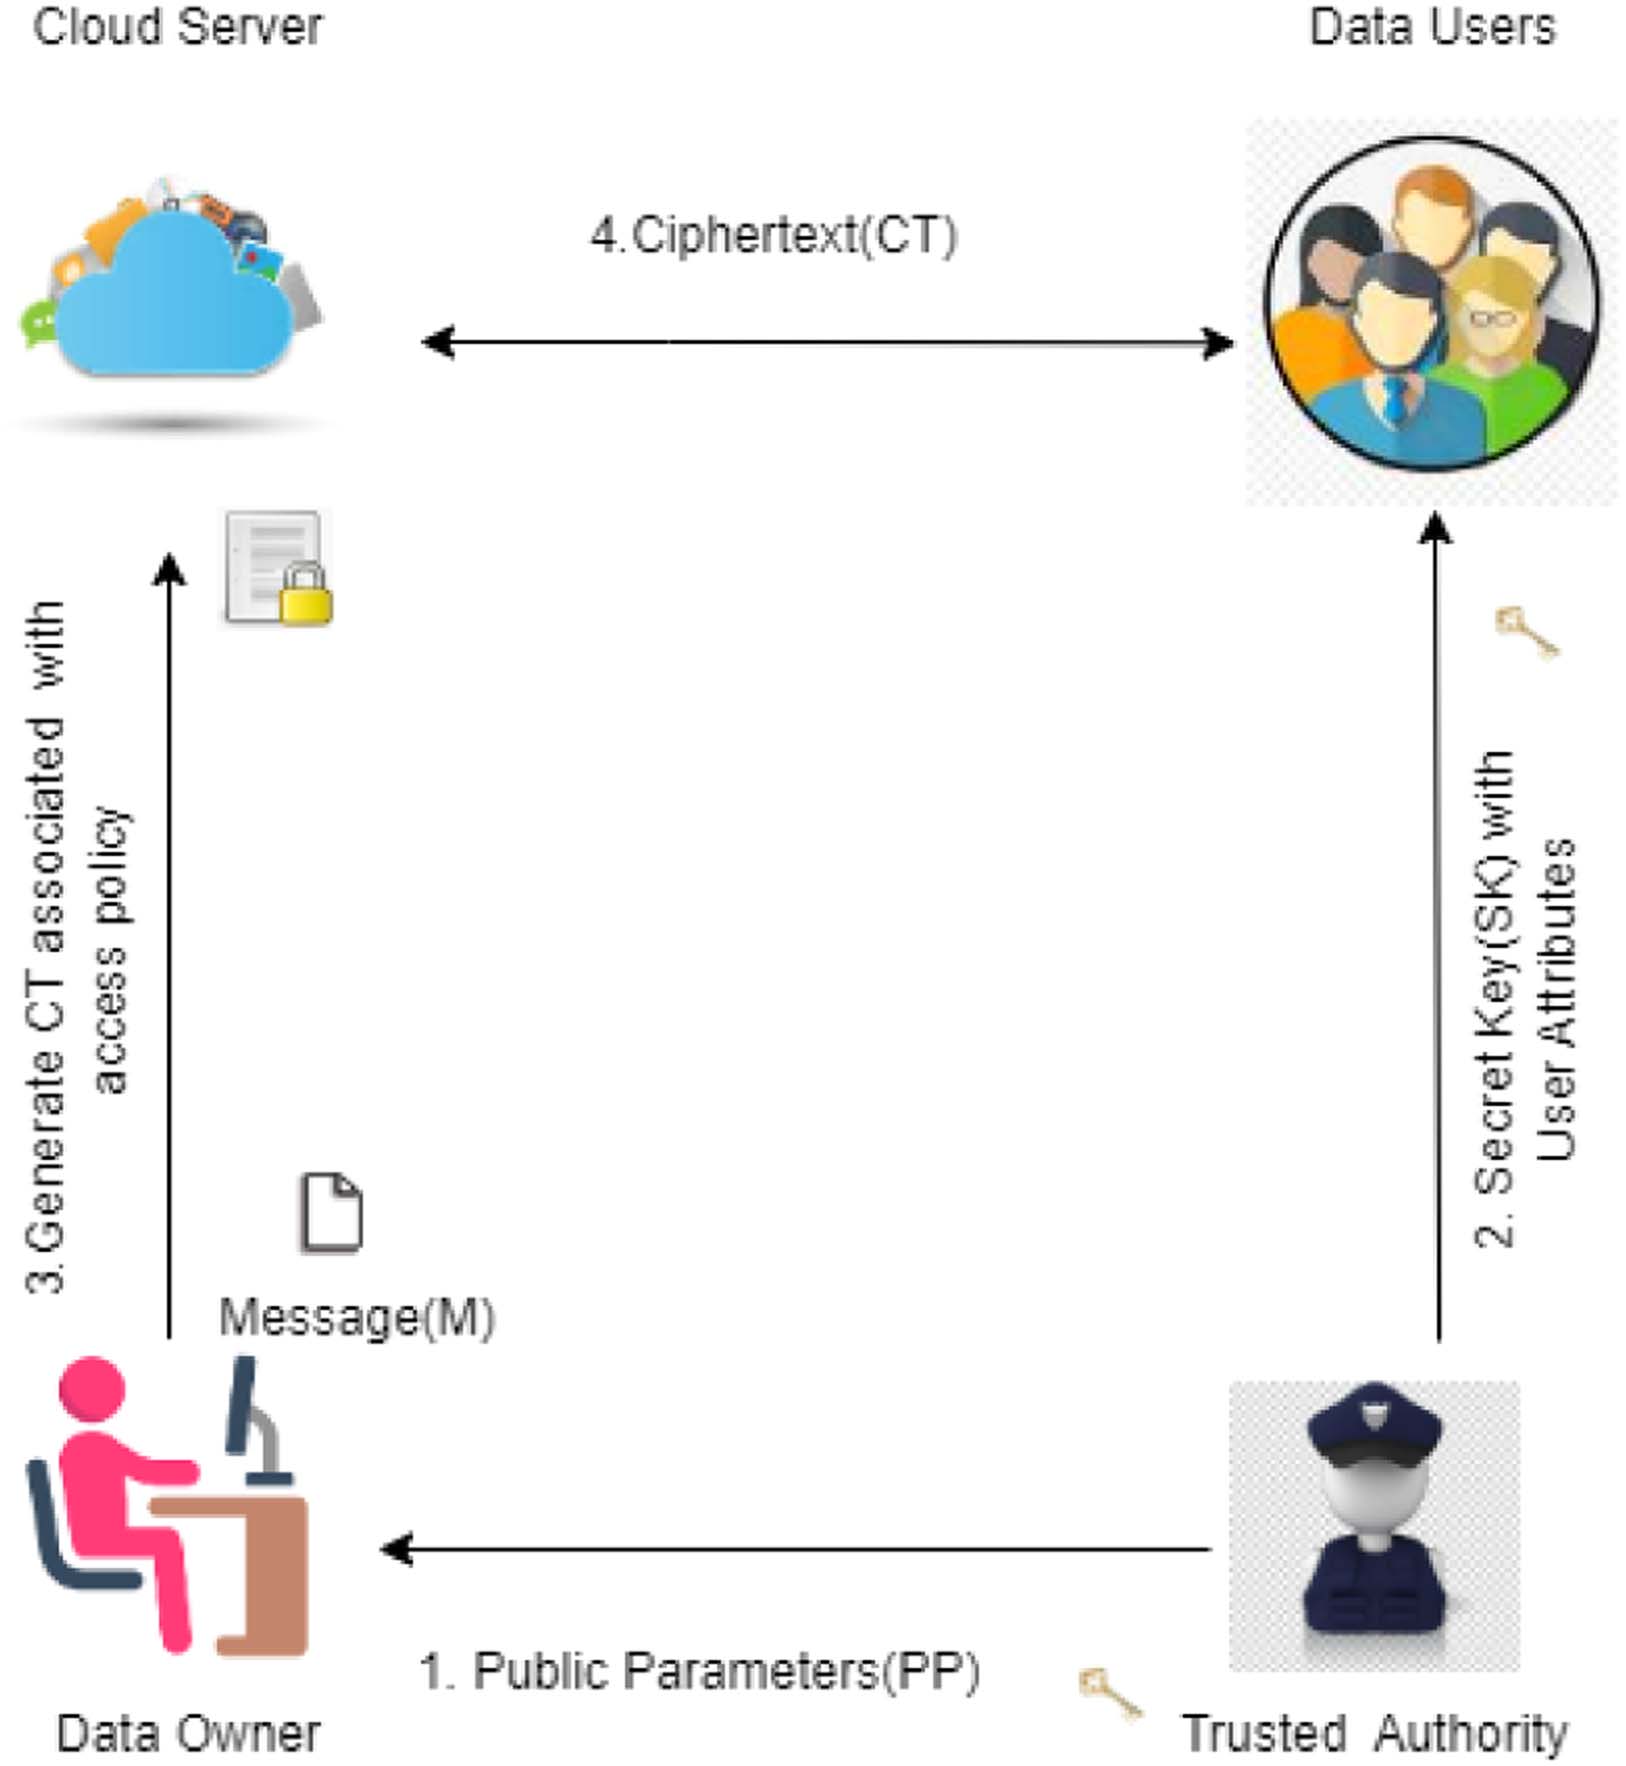 Cloud Server
Data Users
4.Ciphertext(CT)
3.Generate CT associated with
access policy
2. Secret Key(SK) with
User Attributes
Message(M)
1. Public Parameters(PP)
Data Owner
Trusted Authority